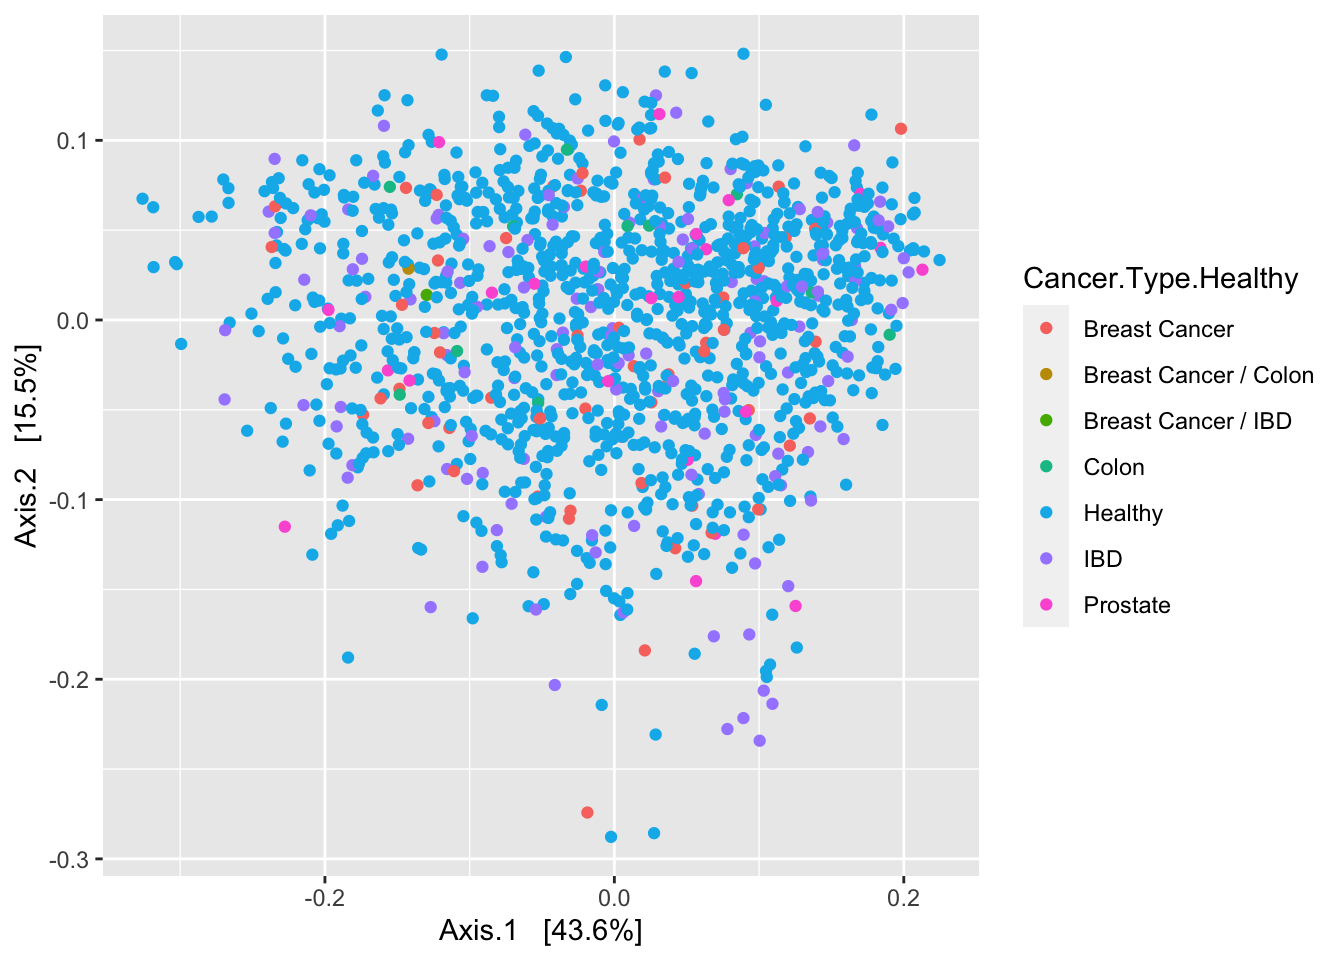 0.1
0.0
-0.1
-0.2
-0.3
Axis.2 [15.5%]
-0.2 0.0 0.2
Axis.1 [43.6%]
Cancer.Type.Healthy
Breast Cancer
Breast Cancer / Colon
Breast Cancer / IBD
Colon
Healthy
IBD
Prostate